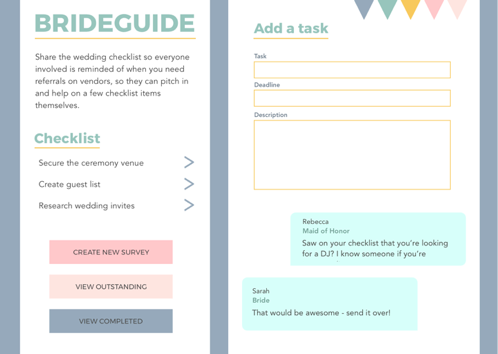 BRIDEGUIDE
Share the wedding checklist so everyone
involved is reminded of when you need
referrals on vendors, so they can pitch in
and help on a few checklist items
themselves.
Checklist
Secure the ceremony venue
Create guest list
Research wedding invites
CREATE NEW SURVEY
VIEW OUTSTANDING
VIEW COMPLETED
Add a task
Task
Deadline
Description
Rebecca
Maid of Honor
Saw on your checklist that you're looking
for a DJ? I know someone if you're
Sarah
Bride
That would be awesome - send it over!